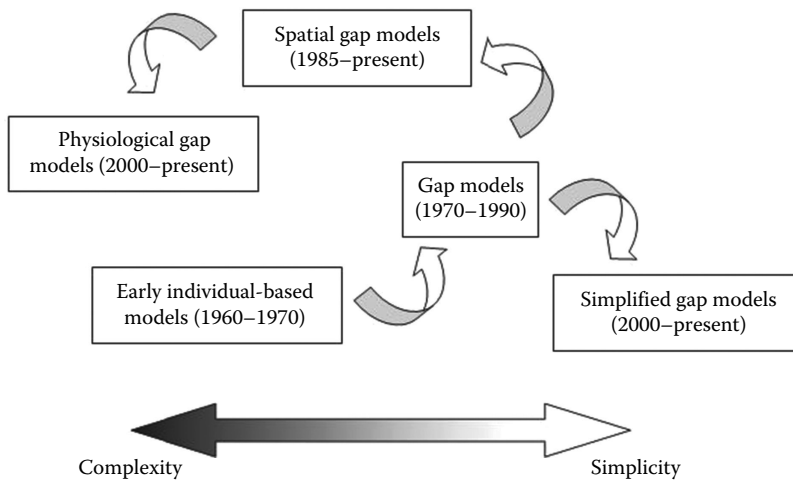 Spatial gap models
(1985–present)
Physiological gap
models (2000–present)
Gap models
(1970–1990)
Early individual-based
models (1960–1970)
Simplified gap models
(2000–present)
Complexity
Simplicity